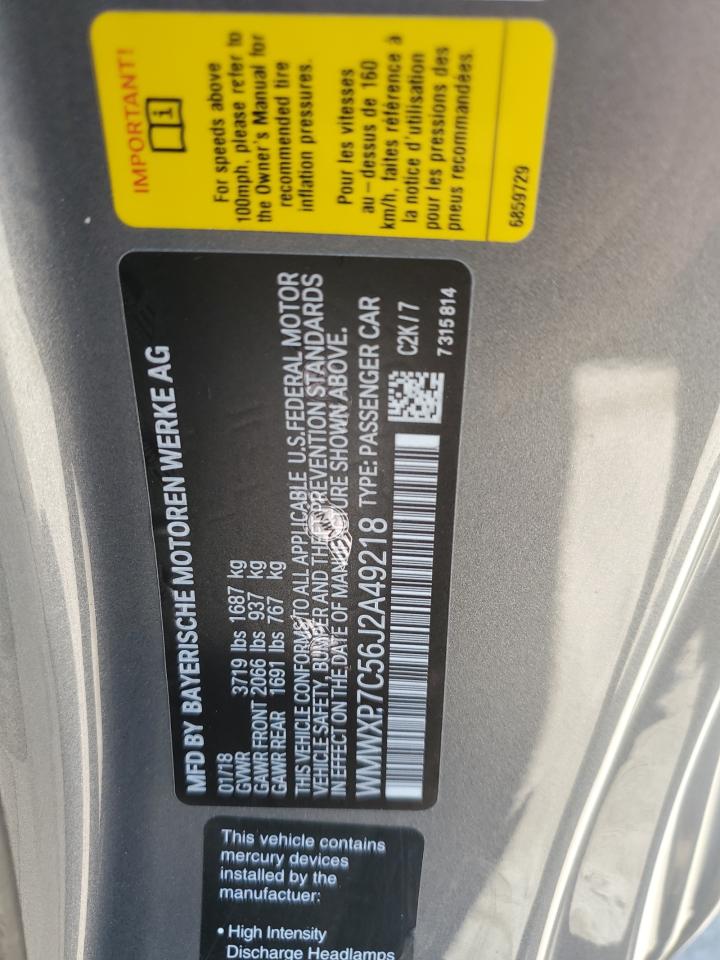 IMPORTANT!
For speeds above
100mph, please refer to
the Owner's Manual for
recommended tire
inflation pressures.
Pour les vitesses
au-dessus de 160
km/h, faites référence à
la notice d'utilisation
pour les pressions des
pneus recommandées.
6859729
MFD BY BAYERISCHE MOTOREN WERKE AG
01/18
GVWR 3719 lbs 1687 kg
GAWR FRONT 2066 lbs 937 kg
GAWR REAR 1691 lbs 767 kg
THIS VEHICLE CONFORMS TO ALL APPLICABLE U.S. FEDERAL MOTOR
VEHICLE SAFETY, BUMPER AND THEFT PREVENTION STANDARDS
IN EFFECT ON THE DATE OF MANUFACTURE SHOWN ABOVE.
WMWXP7C56J2A49218 TYPE: PASSENGER CAR
C2K/7
7315814
This vehicle contains
mercury devices
installed by the
manufactuer:
• High Intensity
Discharge Headlamps